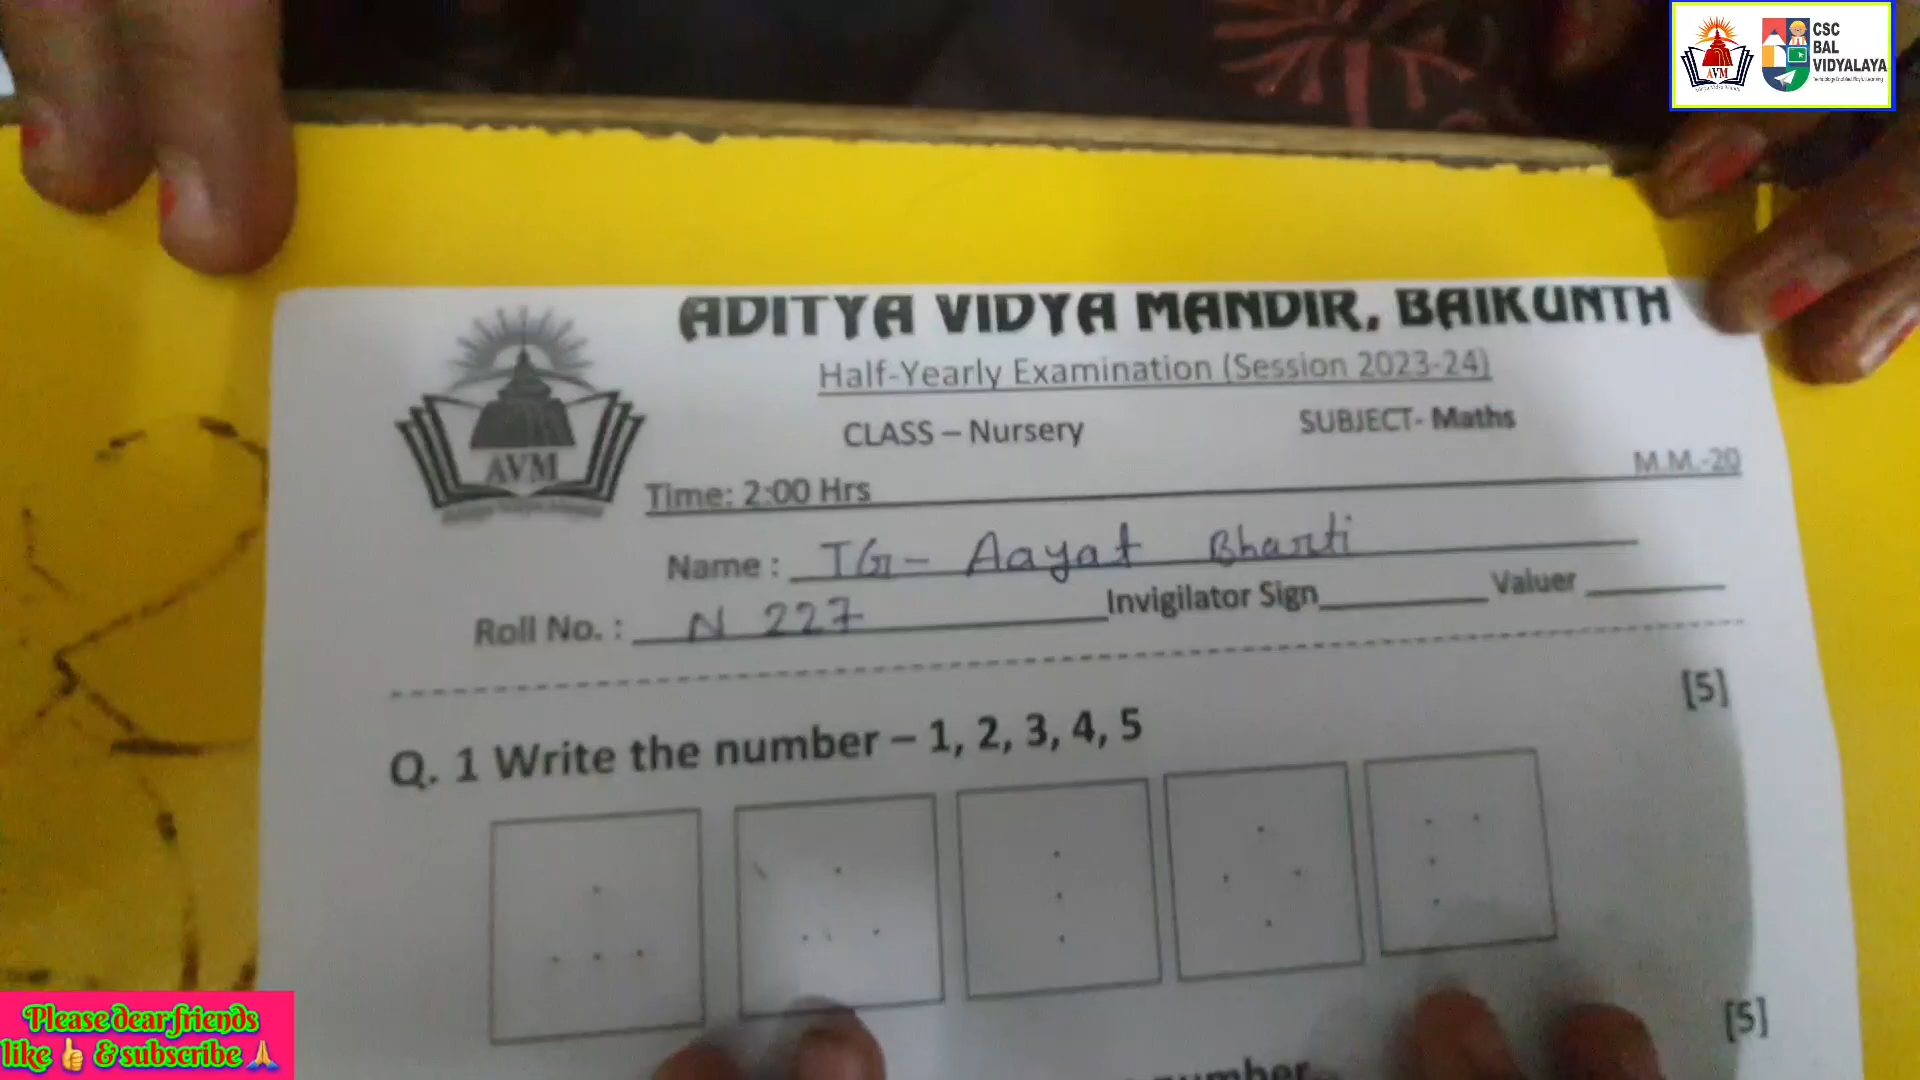 CSC
BAL
VIDYALAYA
AVM
ADITYA VIDYA MANDIR, BAIKUNTH
Half-Yearly Examination (Session 2023-24)
CLASS – Nursery SUBJECT- Maths
AVM
Time: 2:00 Hrs M.M.-20
Name : TG- Aayat Bharti
Roll No. : N 227 Invigilator Sign Valuer
[5]
Q. 1 Write the number – 1, 2, 3, 4, 5
[5]
number
Please dear friends
like 👍 & subscribe 🙏